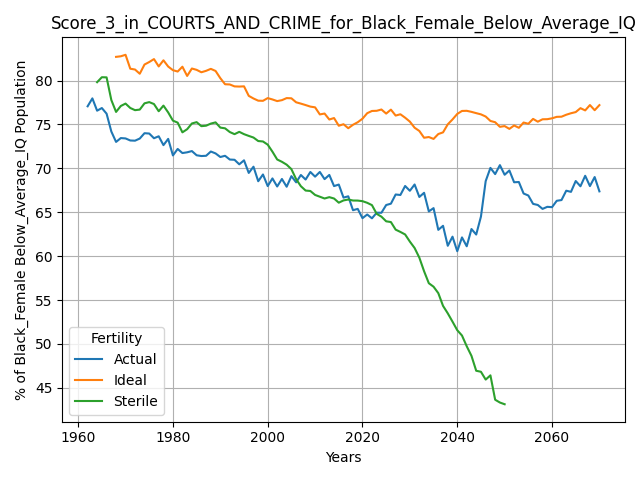 Score_3_in_COURTS_AND_CRIME_for_Black_Female_Below_Average_IQ
% of Black_Female Below_Average_IQ Population
80
75
70
65
60
55
50
45
Fertility
Actual
Ideal
Sterile
1960 1980 2000 2020 2040 2060
Years